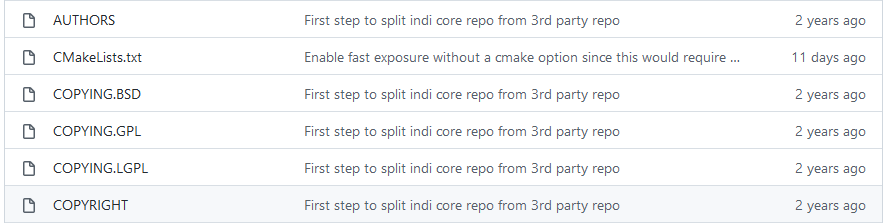 AUTHORS First step to split indi core repo from 3rd party repo 2 years ago
CMakeLists.txt Enable fast exposure without a cmake option since this would require ... 11 days ago
COPYING.BSD First step to split indi core repo from 3rd party repo 2 years ago
COPYING.GPL First step to split indi core repo from 3rd party repo 2 years ago
COPYING.LGPL First step to split indi core repo from 3rd party repo 2 years ago
COPYRIGHT First step to split indi core repo from 3rd party repo 2 years ago